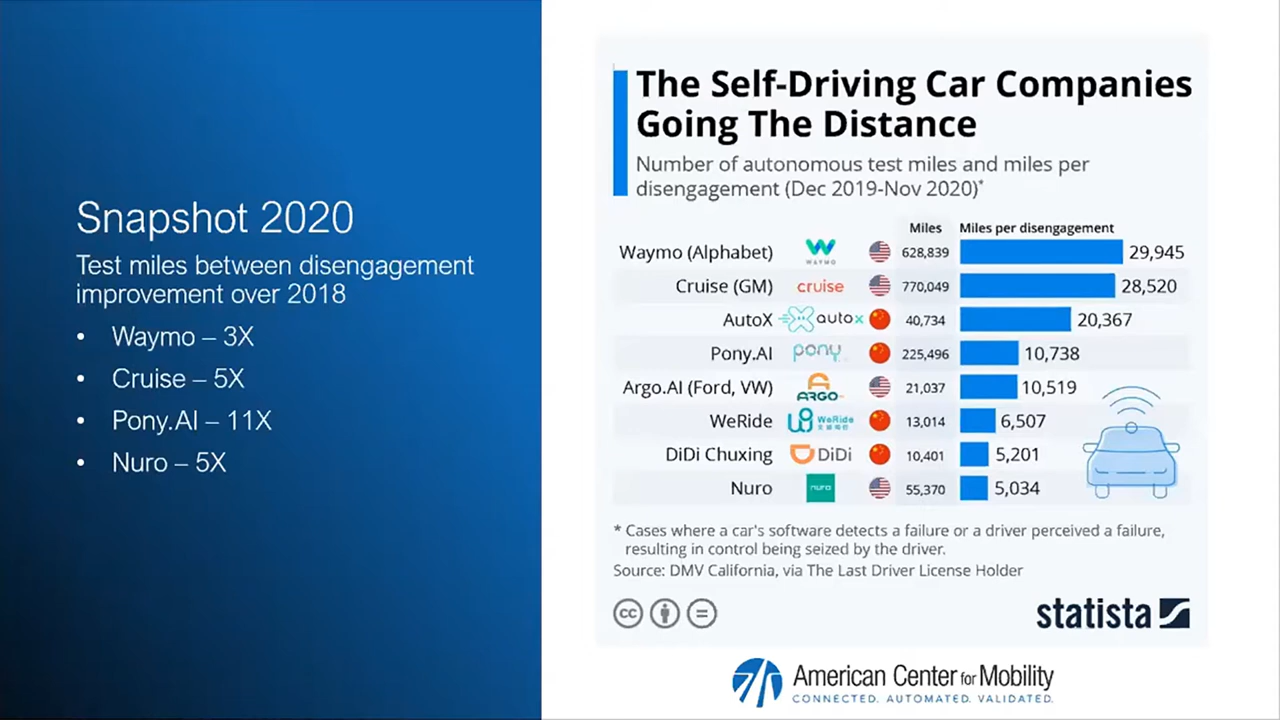 Snapshot 2020
Test miles between disengagement
improvement over 2018
• Waymo – 3X
• Cruise – 5X
• Pony.AI – 11X
• Nuro – 5X
The Self-Driving Car Companies
Going The Distance
Number of autonomous test miles and miles per
disengagement (Dec 2019-Nov 2020)*
Miles Miles per disengagement
Waymo (Alphabet) WAYMO 628,839 29,945
Cruise (GM) cruise 770,049 28,520
AutoX autox 40,734 20,367
Pony.AI pony 225,496 10,738
Argo.AI (Ford, VW) ARGO 21,037 10,519
WeRide WeRide 13,014 6,507
DiDi Chuxing DiDi 10,401 5,201
Nuro nuro 55,370 5,034
* Cases where a car's software detects a failure or a driver perceived a failure,
resulting in control being seized by the driver.
Source: DMV California, via The Last Driver License Holder
cc
statista
American Center for Mobility
CONNECTED. AUTOMATED. VALIDATED.